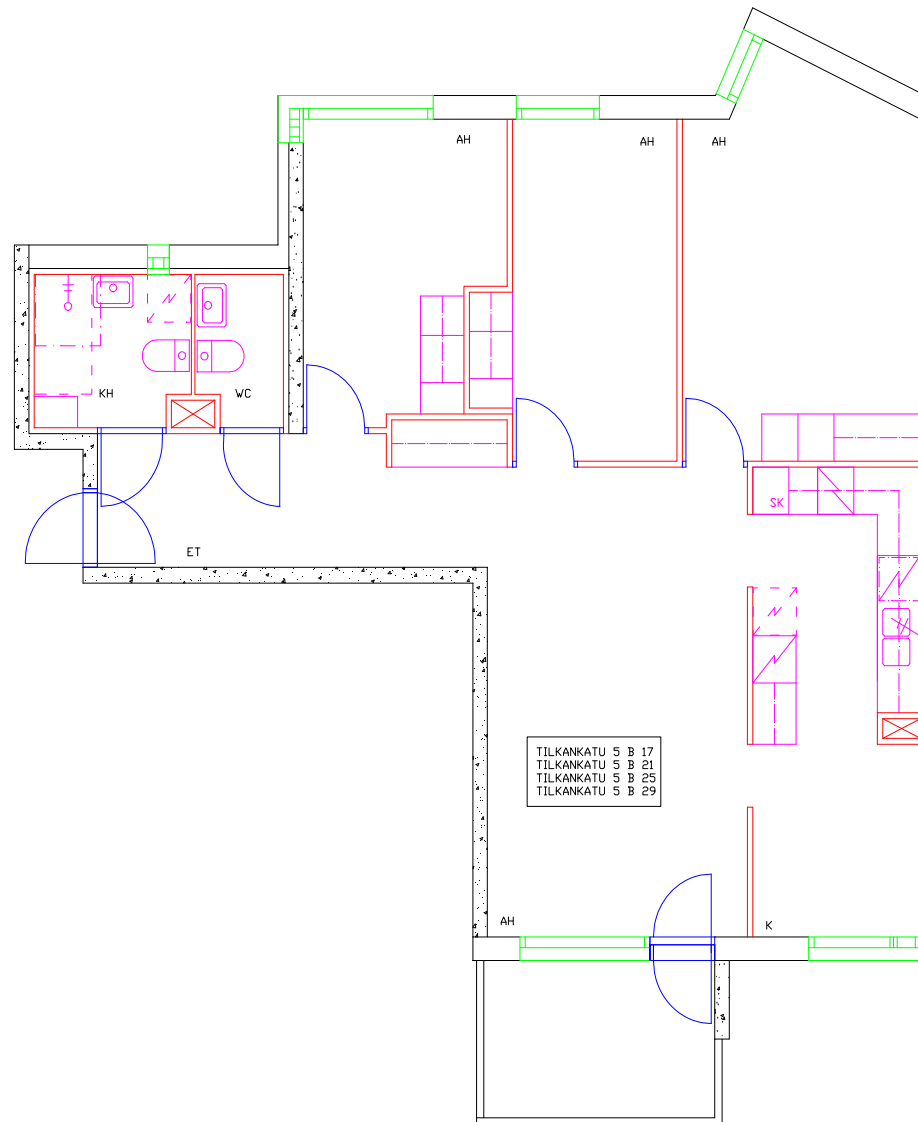 AH
AH
AH
KH
WC
SK
ET
TILKANKATU 5 B 17
TILKANKATU 5 B 21
TILKANKATU 5 B 25
TILKANKATU 5 B 29
AH
K